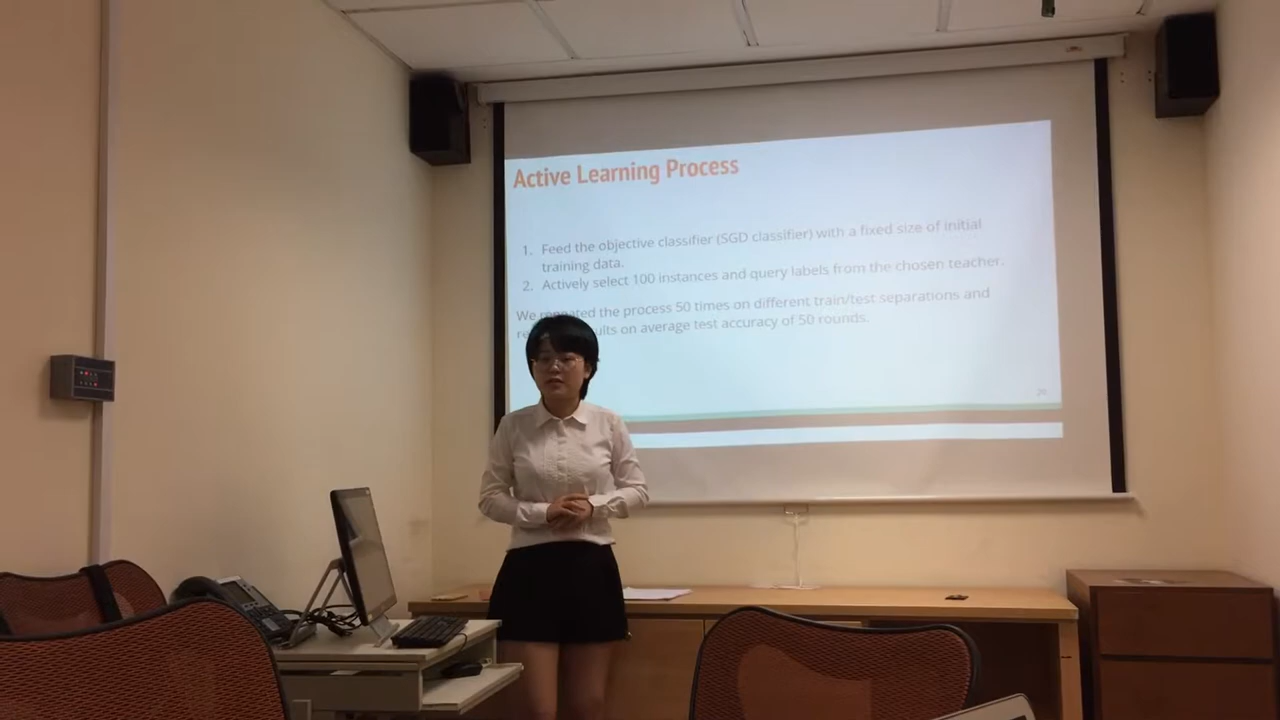 Active Learning Process
1. Feed the objective classifier (SGD classifier) with a fixed size of initial
training data.
2. Actively select 100 instances and query labels from the chosen teacher.
We repeated the process 50 times on different train/test separations and
on average test accuracy of 50 rounds.